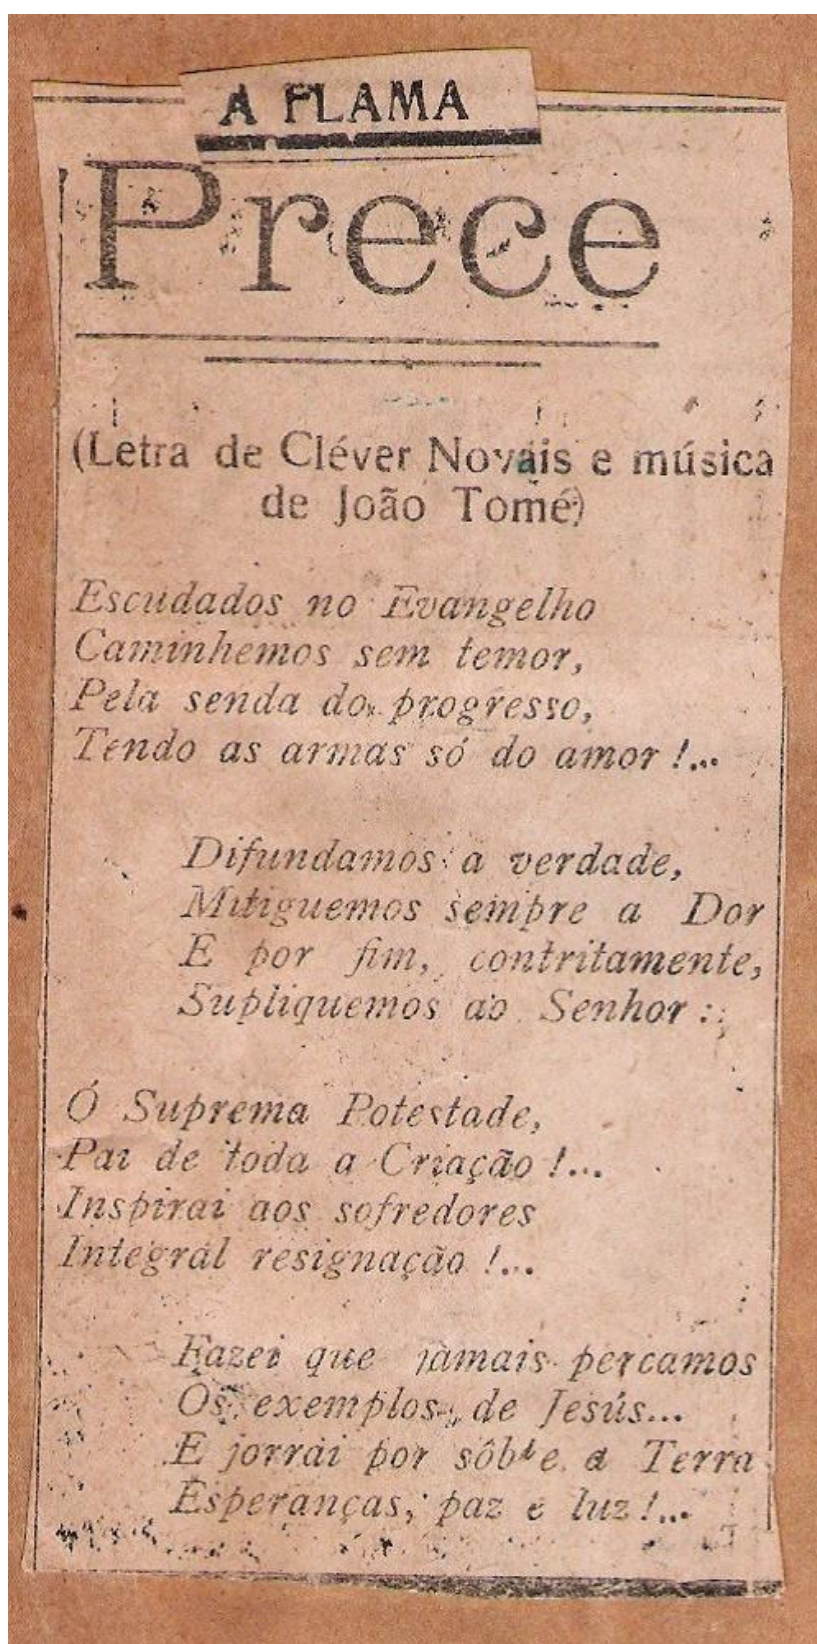 A FLAMA
Prece
(Letra de Cléver Novais e música
de João Tomé)
Escudados no Evangelho
Caminhemos sem temor,
Pela senda do progresso,
Tendo as armas só do amor !...
Difundamos a verdade,
Mitiguemos sempre a Dor
E por fim, contritamente,
Supliquemos ao Senhor :
Ó Suprema Potestade,
Pai de toda a Criação !...
Inspirai aos sofredores
Integral resignação !...
Fazei que jamais percamos
Os exemplos de Jesús...
E jorrai por sôbre a Terra
Esperanças, paz e luz !...